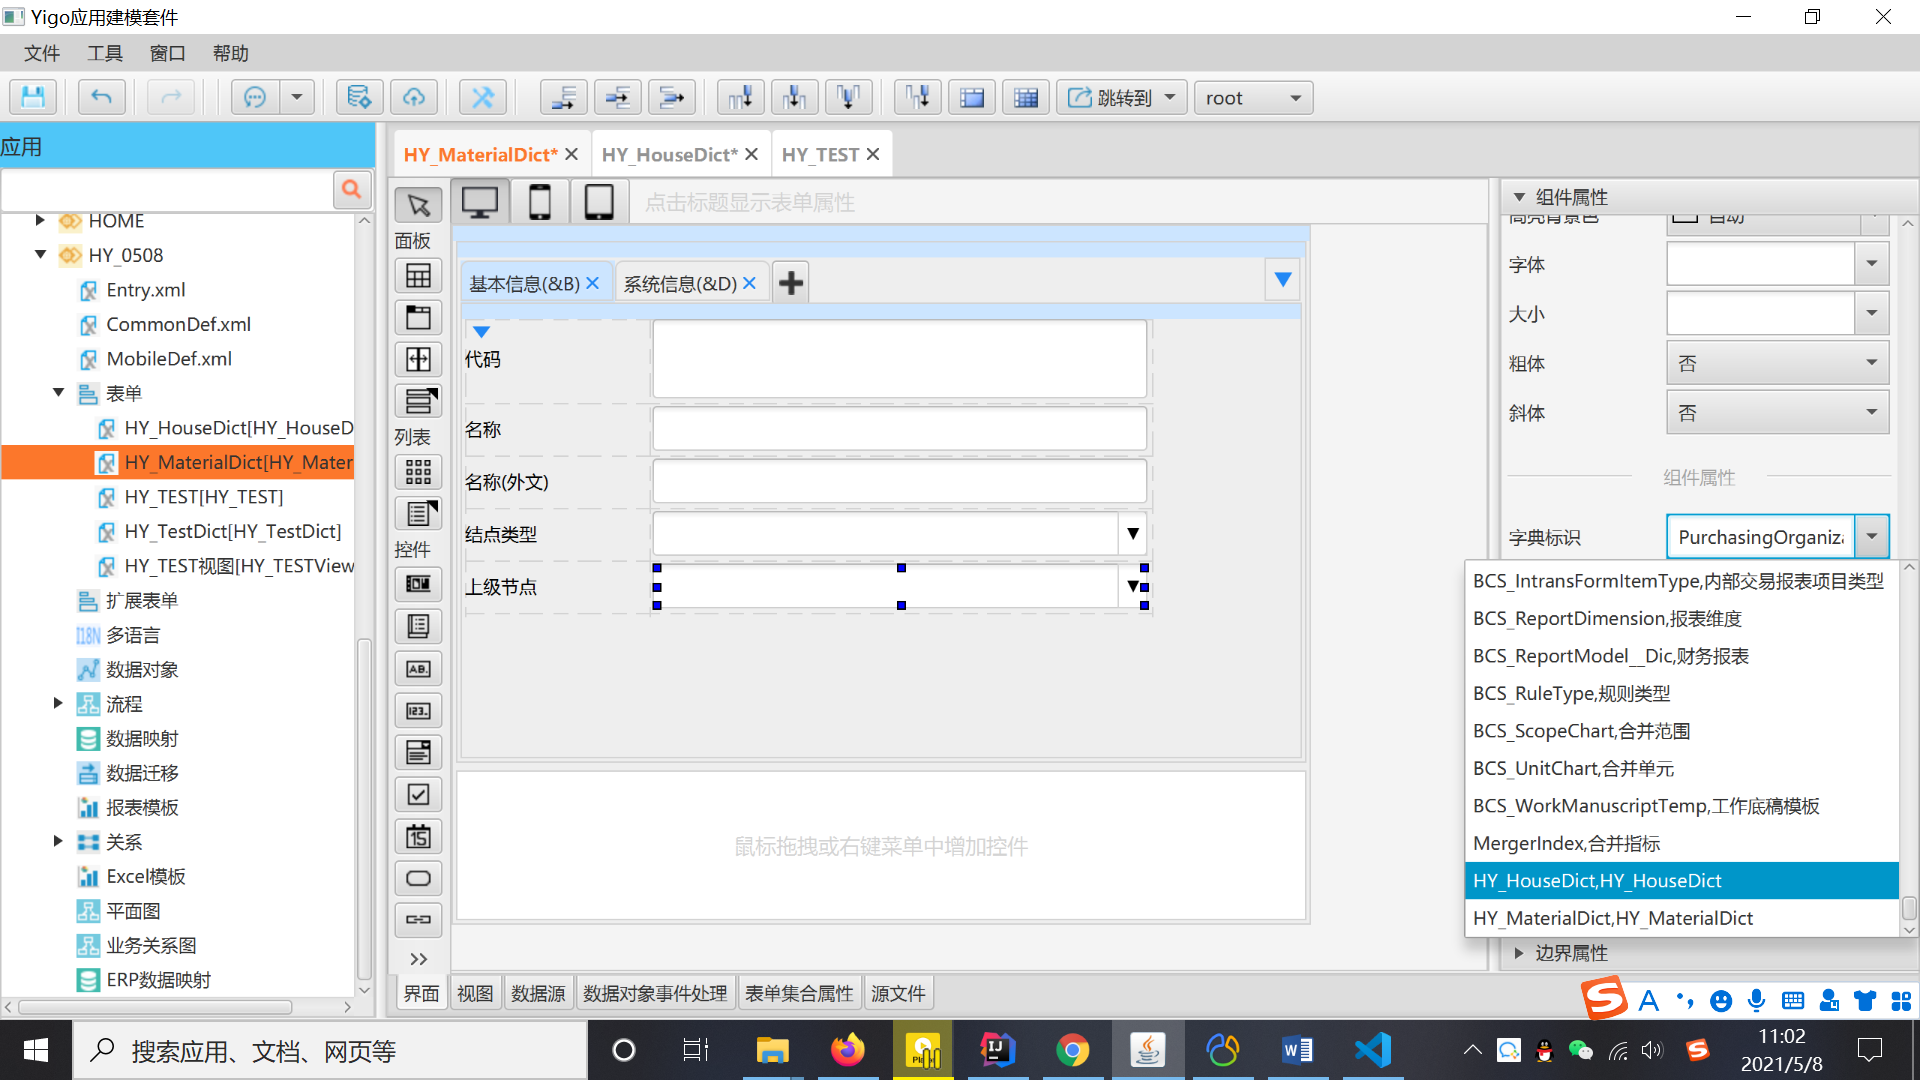 Yigo应用建模套件
文件 工具 窗口 帮助
跳转到 root
应用
HY_MaterialDict* HY_HouseDict* HY_TEST
HOME
HY_0508
Entry.xml
CommonDef.xml
MobileDef.xml
表单
HY_HouseDict[HY_HouseD
HY_MaterialDict[HY_Mater
HY_TEST[HY_TEST]
HY_TestDict[HY_TestDict]
HY_TEST视图[HY_TESTView
扩展表单
I18N 多语言
数据对象
流程
数据映射
数据迁移
报表模板
关系
Excel模板
平面图
业务关系图
ERP数据映射
面板
列表
控件
AB.
123.
15
点击标题显示表单属性
基本信息(&B) 系统信息(&D)
代码
名称
名称(外文)
结点类型
上级节点
鼠标拖拽或右键菜单中增加控件
界面 视图 数据源 数据对象事件处理 表单集合属性 源文件
组件属性
高亮背景色 自动
字体
大小
粗体 否
斜体 否
组件属性
字典标识 PurchasingOrganiz
BCS_IntransFormItemType,内部交易报表项目类型
BCS_ReportDimension,报表维度
BCS_ReportModel__Dic,财务报表
BCS_RuleType,规则类型
BCS_ScopeChart,合并范围
BCS_UnitChart,合并单元
BCS_WorkManuscriptTemp,工作底稿模板
MergerIndex,合并指标
HY_HouseDict,HY_HouseDict
HY_MaterialDict,HY_MaterialDict
边界属性
搜索应用、文档、网页等
11:02
2021/5/8